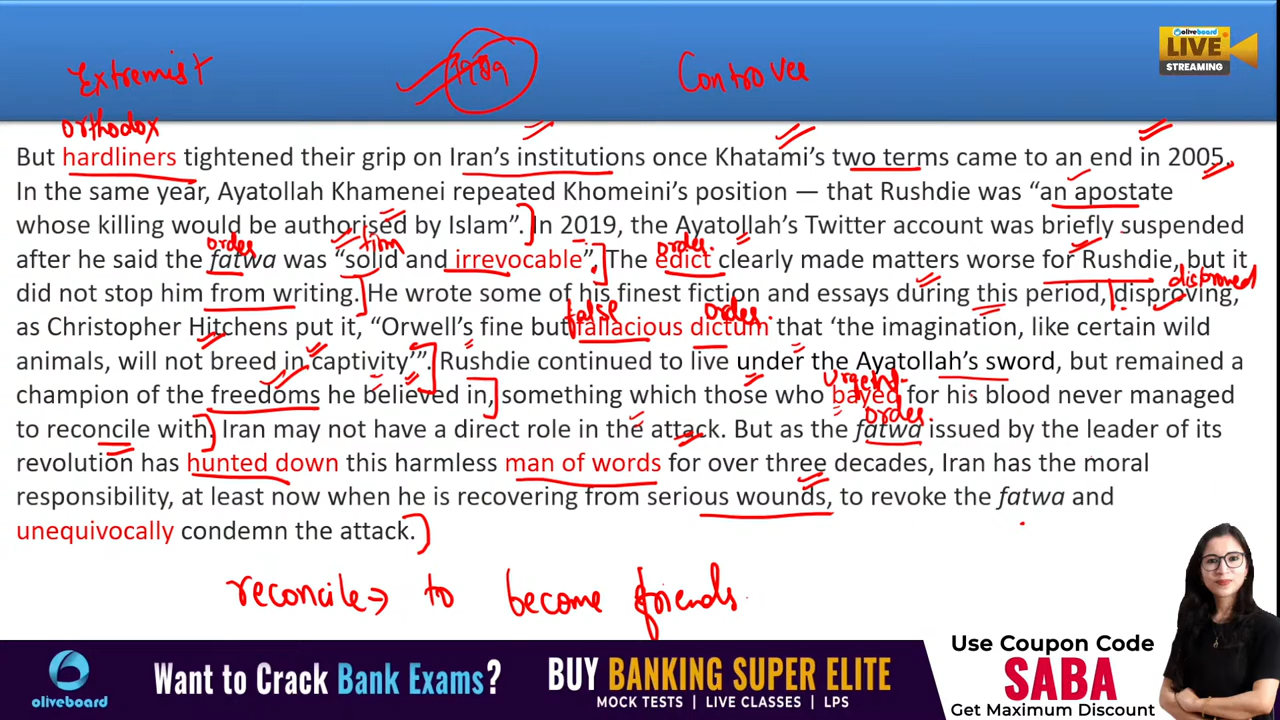 Extremist 1989 Controver
oliveboard
LIVE
STREAMING
orthodox
But hardliners tightened their grip on Iran’s institutions once Khatami’s two terms came to an end in 2005.
In the same year, Ayatollah Khamenei repeated Khomeini’s position — that Rushdie was “an apostate
whose killing would be authorised by Islam”. In 2019, the Ayatollah’s Twitter account was briefly suspended
order firm order.
after he said the fatwa was “solid and irrevocable”. The edict clearly made matters worse for Rushdie, but it
disproved
did not stop him from writing. He wrote some of his finest fiction and essays during this period, disproving,
false order.
as Christopher Hitchens put it, “Orwell’s fine but fallacious dictum that ‘the imagination, like certain wild
animals, will not breed in captivity’”. Rushdie continued to live under the Ayatollah’s sword, but remained a
champion of the freedoms he believed in, something which those who bayed for his blood never managed
order.
to reconcile with. Iran may not have a direct role in the attack. But as the fatwa issued by the leader of its
revolution has hunted down this harmless man of words for over three decades, Iran has the moral
responsibility, at least now when he is recovering from serious wounds, to revoke the fatwa and
unequivocally condemn the attack.
reconcile → to become friends.
oliveboard
Want to Crack Bank Exams?
BUY BANKING SUPER ELITE
MOCK TESTS | LIVE CLASSES | LPS
Use Coupon Code
SABA
Get Maximum Discount